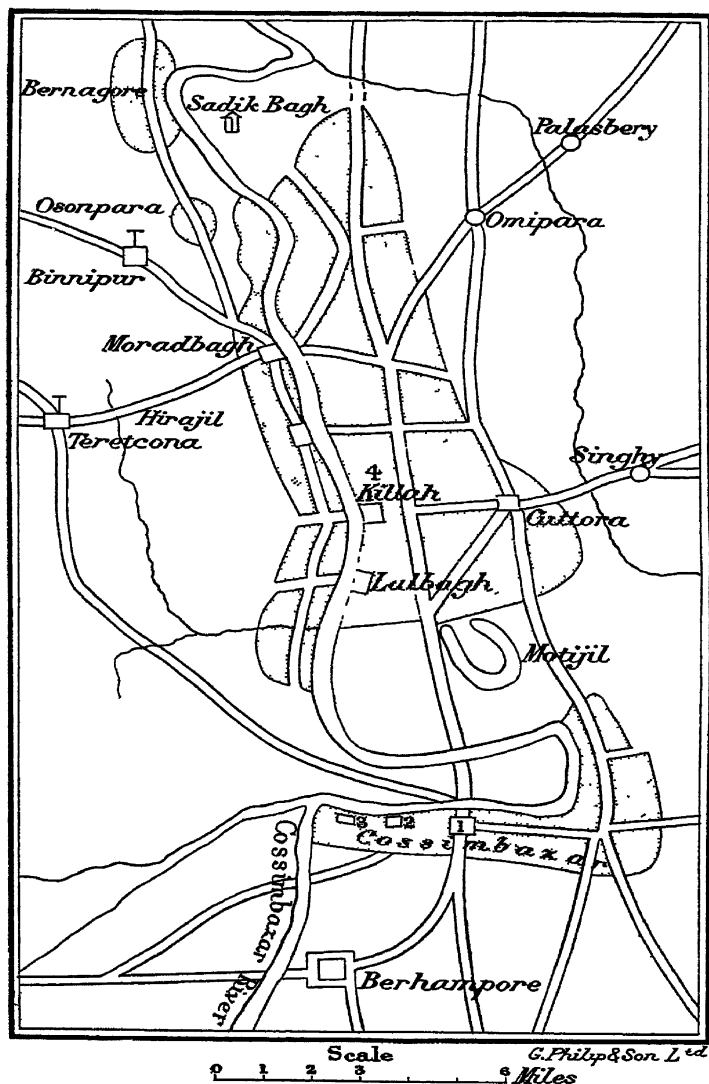 Bernagore
Sadik Bagh
Palasbery
Osonpara
Omipara
Binnipur
Moradbagh
Hirajil
Teretcona
Singhy
4
Killah
Cuttora
Lulbagh
Motijil
3 2 1
Cossimbazar
Cossimbazar River
Berhampore
Scale
G. Philip & Son Ltd
0 1 2 3 6 Miles